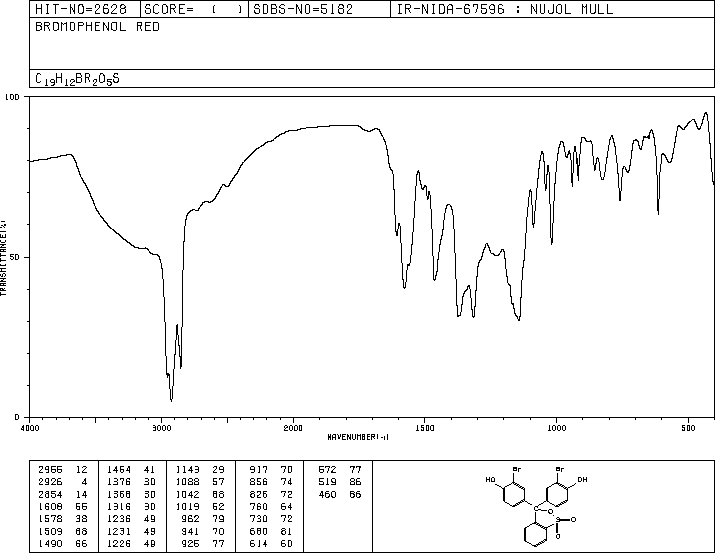 HIT-NO=2628 SCORE= ( ) SDBS-NO=5182 IR-NIDA-67596 : NUJOL MULL
BROMOPHENOL RED
C19H12BR2O5S
100
50
0
TRANSMITTANCE(%)
4000 3000 2000 1500 1000 500
WAVENUMBER(-1)
2956 12 1464 41 1143 29 917 70 672 77
2926 4 1376 30 1088 57 856 74 519 86
2854 14 1368 30 1042 68 826 72 460 86
1608 55 1316 30 1019 52 760 64
1578 38 1236 49 962 79 730 72
1509 68 1231 49 941 70 680 81
1490 66 1226 49 925 77 614 60
Br Br
HO OH
C O
S O
O